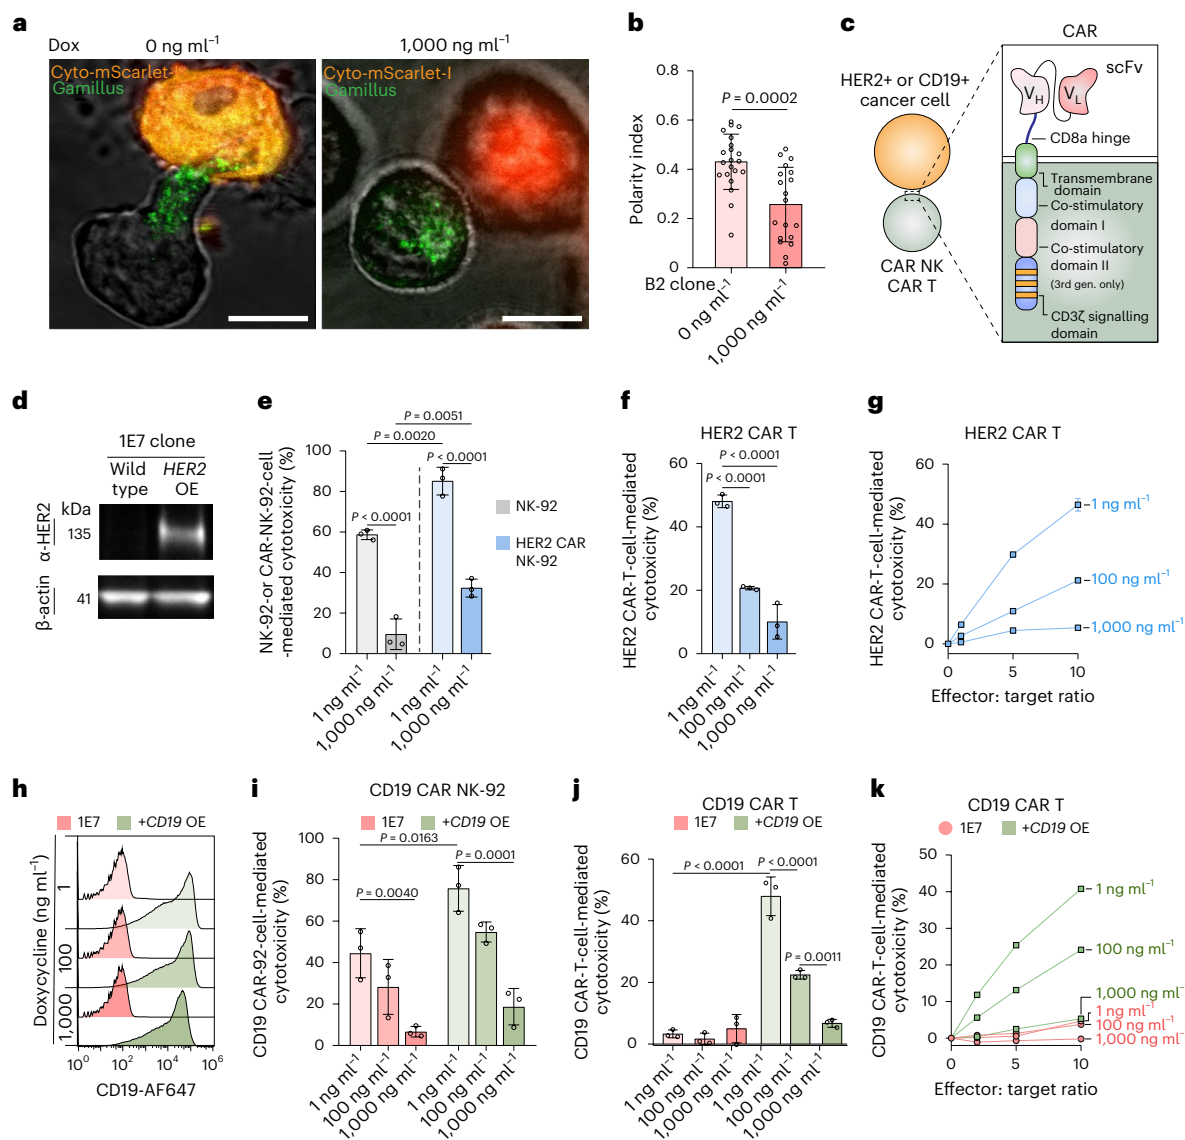 a
Dox
0 ng ml⁻¹
1,000 ng ml⁻¹
Cyto-mScarlet-I
Gamillus
Cyto-mScarlet-I
Gamillus
b
P = 0.0002
Polarity index
0.8
0.6
0.4
0.2
0
B2 clone
0 ng ml⁻¹
1,000 ng ml⁻¹
c
CAR
HER2+ or CD19+
cancer cell
CAR NK
CAR T
scFv
V_H
V_L
CD8a hinge
Transmembrane
domain
Co-stimulatory
domain I
Co-stimulatory
domain II
(3rd gen. only)
CD3ζ signalling
domain
d
1E7 clone
Wild
type
HER2
OE
kDa
α-HER2
135
β-actin
41
e
P = 0.0051
P = 0.0020
P < 0.0001
P < 0.0001
NK-92-or CAR-NK-92-cell
-mediated cytotoxicity (%)
100
80
60
40
20
0
1 ng ml⁻¹
1,000 ng ml⁻¹
1 ng ml⁻¹
1,000 ng ml⁻¹
NK-92
HER2 CAR
NK-92
f
HER2 CAR T
P < 0.0001
P < 0.0001
HER2 CAR-T-cell-mediated
cytotoxicity (%)
60
40
20
0
1 ng ml⁻¹
100 ng ml⁻¹
1,000 ng ml⁻¹
g
HER2 CAR T
HER2 CAR-T-cell-mediated
cytotoxicity (%)
60
40
20
0
0
5
10
Effector: target ratio
1 ng ml⁻¹
100 ng ml⁻¹
1,000 ng ml⁻¹
h
1E7
+CD19 OE
Doxycycline (ng ml⁻¹)
1
100
1,000
10⁰
10²
10⁴
10⁶
CD19-AF647
i
CD19 CAR NK-92
1E7
+CD19 OE
P = 0.0163
P = 0.0001
P = 0.0040
CD19 CAR-92-cell-mediated
cytotoxicity (%)
100
80
60
40
20
0
1 ng ml⁻¹
100 ng ml⁻¹
1,000 ng ml⁻¹
1 ng ml⁻¹
100 ng ml⁻¹
1,000 ng ml⁻¹
j
CD19 CAR T
1E7
+CD19 OE
P < 0.0001
P < 0.0001
P = 0.0011
CD19 CAR-T-cell-mediated
cytotoxicity (%)
60
40
20
0
1 ng ml⁻¹
100 ng ml⁻¹
1,000 ng ml⁻¹
1 ng ml⁻¹
100 ng ml⁻¹
1,000 ng ml⁻¹
k
CD19 CAR T
1E7
+CD19 OE
CD19 CAR-T-cell-mediated
cytotoxicity (%)
50
40
30
20
10
0
0
5
10
Effector: target ratio
1 ng ml⁻¹
100 ng ml⁻¹
1,000 ng ml⁻
1 ng ml⁻¹
100 ng ml⁻¹
1,000 ng ml⁻